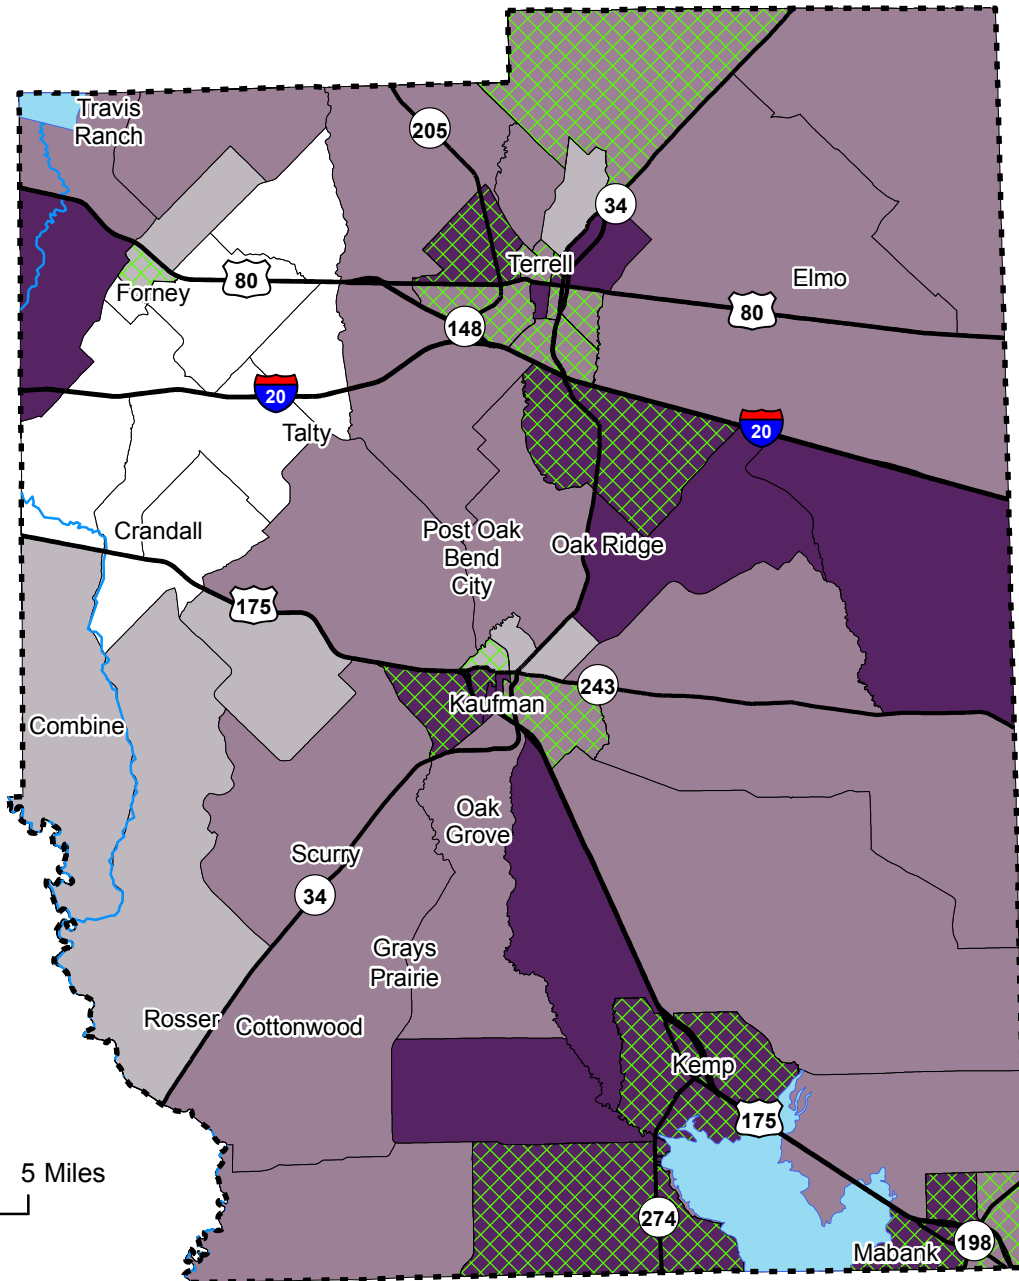 Travis
Ranch
205
34
Terrell
Elmo
80
Forney
80
148
20
Talty
20
Crandall
Post Oak
Bend
City
Oak Ridge
175
243
Kaufman
Combine
Oak
Grove
Scurry
34
Grays
Prairie
Rosser
Cottonwood
Kemp
175
5 Miles
274
198
Mabank